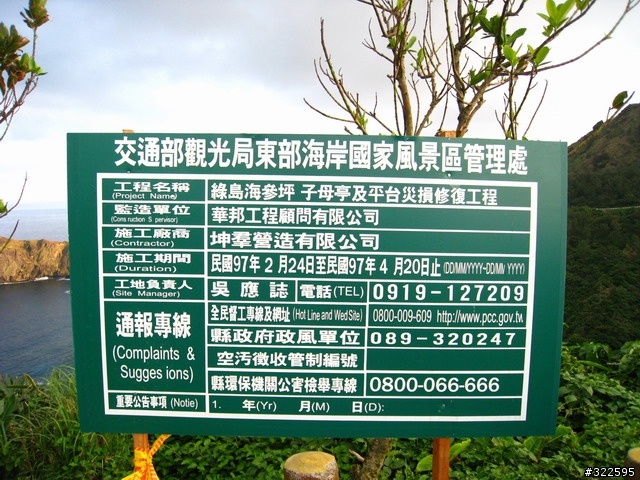 交通部觀光局東部海岸國家風景區管理處
工程名稱 (Project Name) 綠島海參坪 子母亭及平台災損修復工程
監造單位 (Cons ruction S pervisor) 華邦工程顧問有限公司
施工廠商 (Contractor) 坤羣營造有限公司
施工期間 (Duration) 民國97年 2 月24日至民國97年 4 月20日止 (DD/MM/YYYY~DD/MM/ YYYY)
工地負責人 (Site Manager) 吳應誌 電話(TEL) 0919-127209
通報專線 (Complaints & Sugges ions)
全民督工專線及網址 (Hot Line and WedSite) 0800-009-609 http://www.pcc.gov.tw
縣政府政風單位 089-320247
空汚徵收管制編號
縣環保機關公害檢舉專線 0800-066-666
重要公告事項 (Notie) 1. 年(Yr) 月(M) 日(D):
#322595